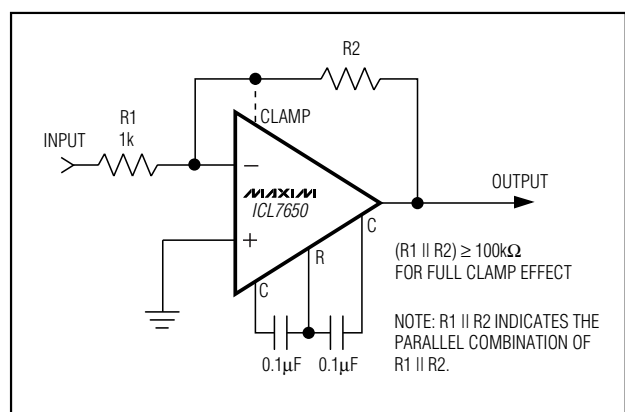 R2
CLAMP
R1
1k
INPUT
−
MAXIM
ICL7650
OUTPUT
+
C
R
C
(R1 || R2) ≥ 100kΩ
FOR FULL CLAMP EFFECT
0.1µF
0.1µF
NOTE: R1 || R2 INDICATES THE
PARALLEL COMBINATION OF
R1 || R2.